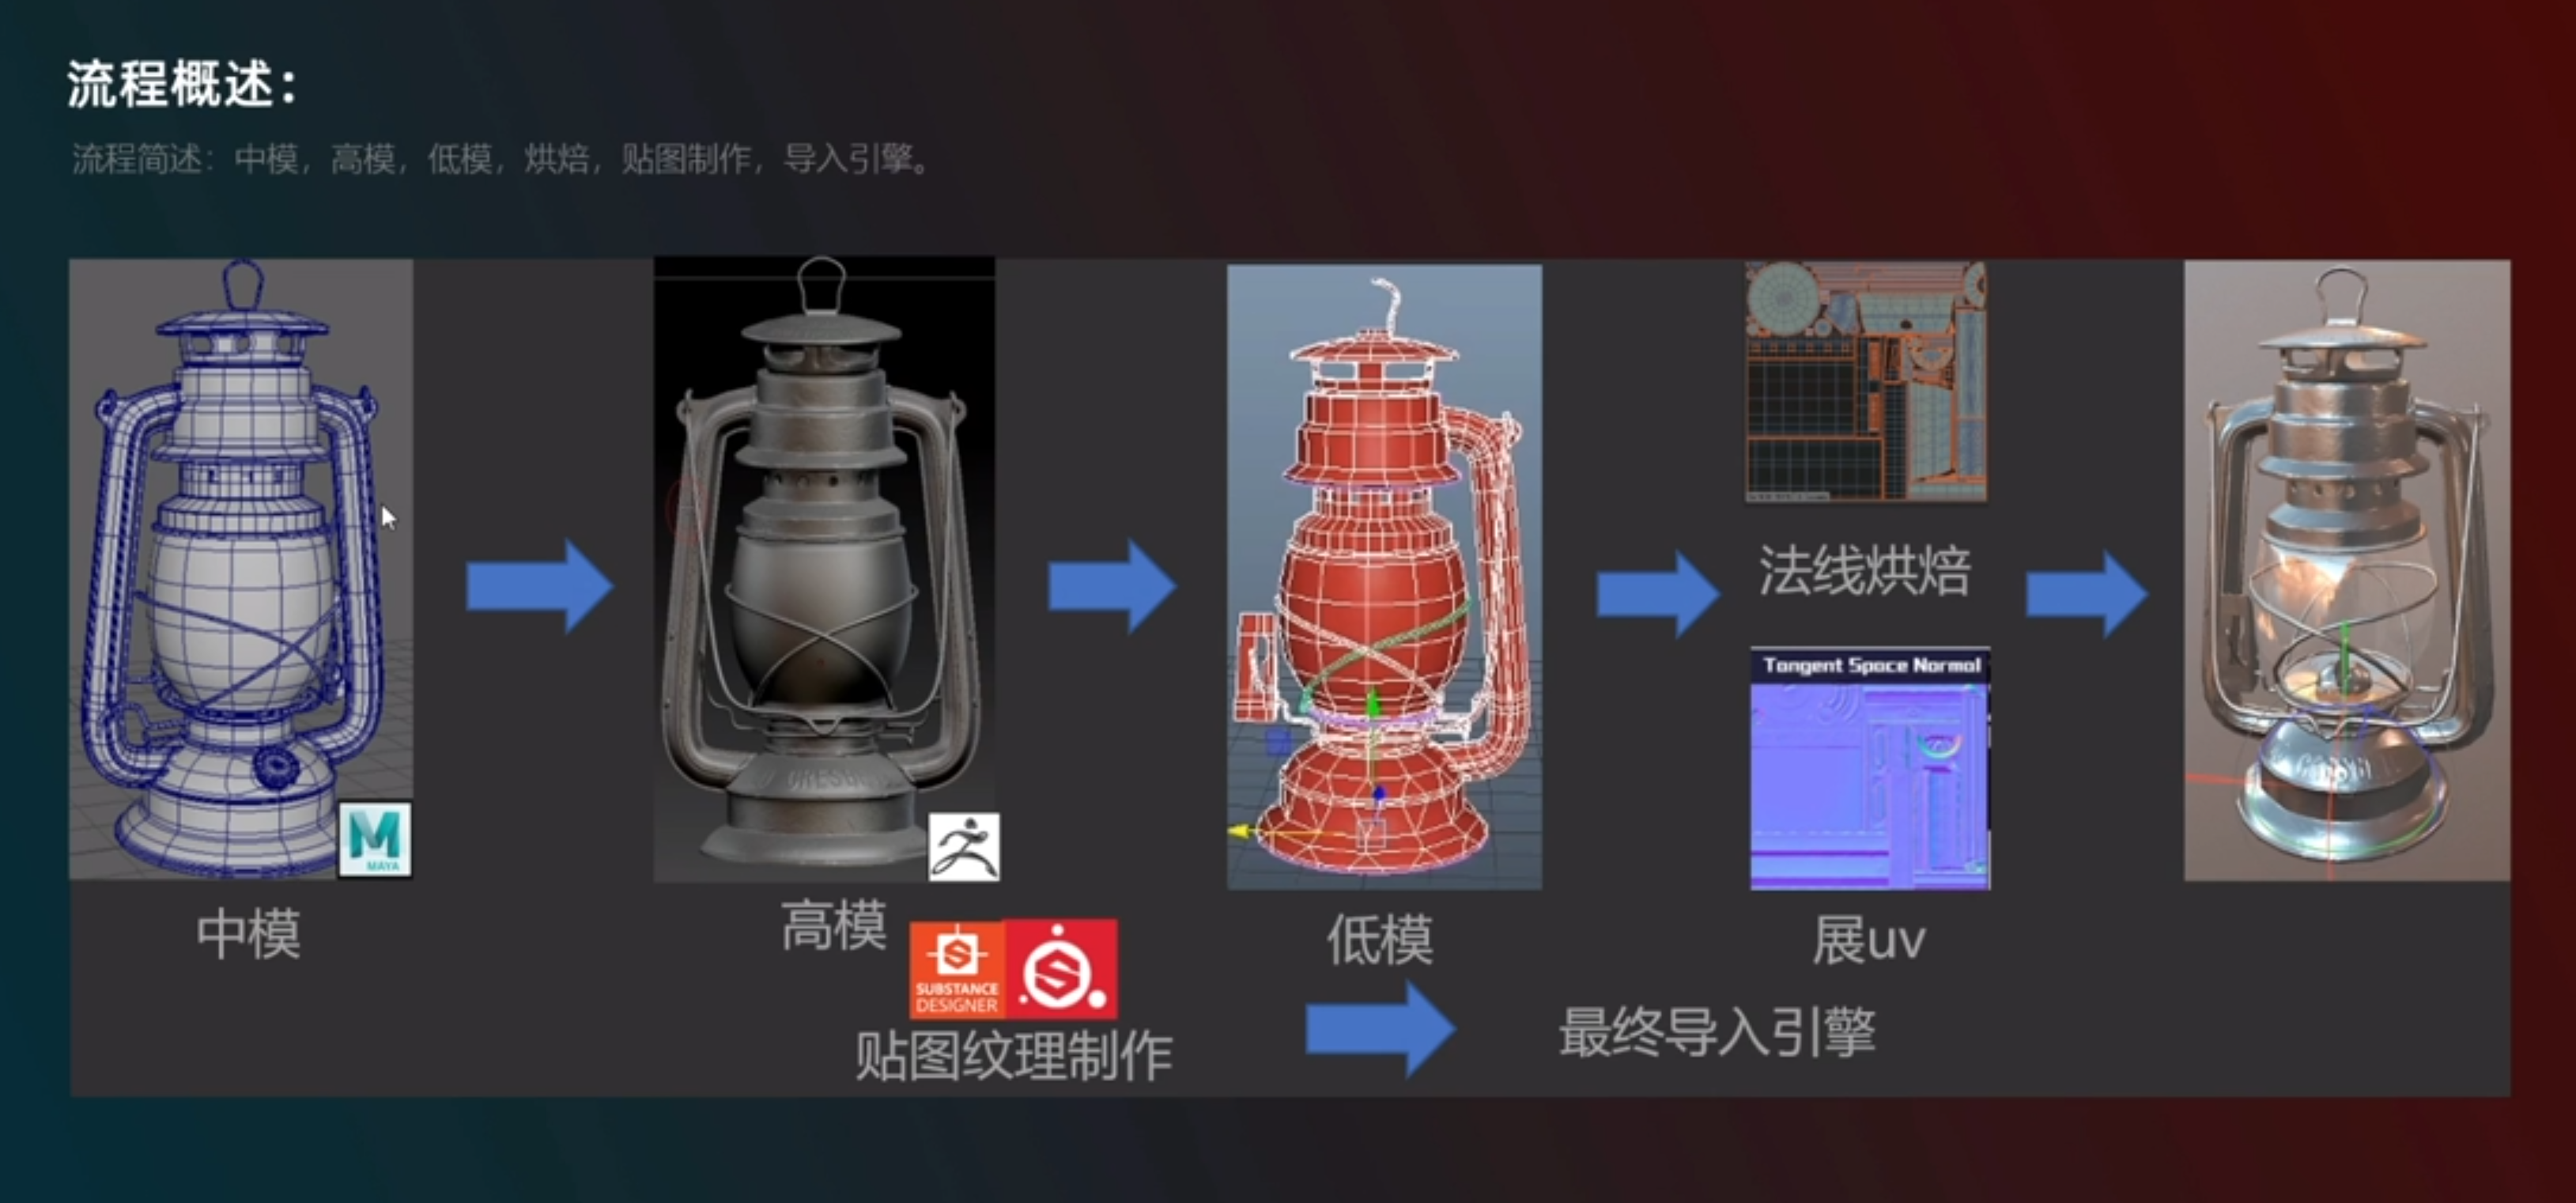 流程概述：
流程简述：中模，高模，低模，烘焙，贴图制作，导入引擎。
MAYA
中模
高模
低模
法线烘焙
Tangent Space Normal
展uv
SUBSTANCE
DESIGNER
贴图纹理制作
最终导入引擎